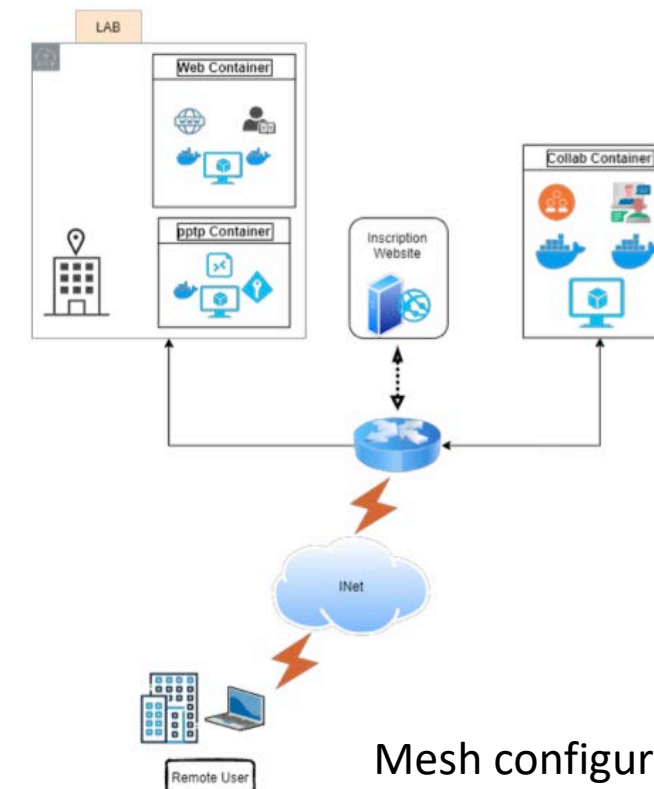 LAB
Web Container
pptp Container
Inscription
Website
Collab Container
INet
Remote User
Mesh configur